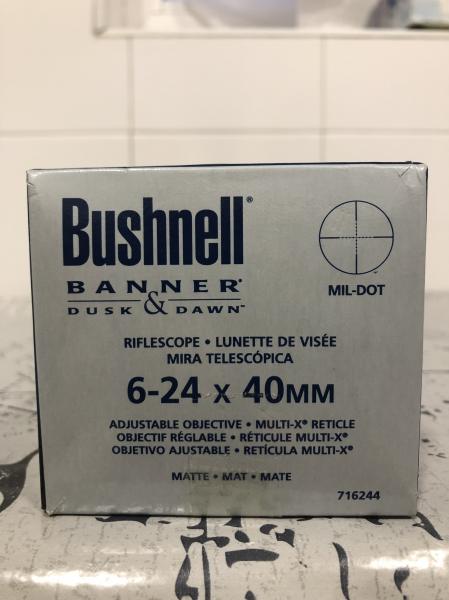 Bushnell®
BANNER®
&
DUSK DAWN™
MIL-DOT
RIFLESCOPE • LUNETTE DE VISÉE
MIRA TELESCÓPICA
6-24 x 40MM
ADJUSTABLE OBJECTIVE • MULTI-X® RETICLE
OBJECTIF RÉGLABLE • RÉTICULE MULTI-X®
OBJETIVO AJUSTABLE • RETÍCULA MULTI-X®
MATTE • MAT • MATE
716244